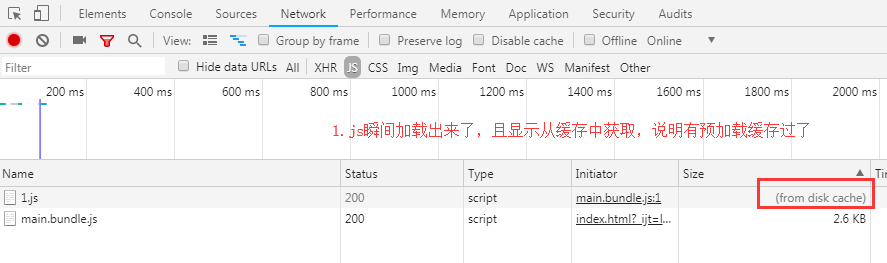 Elements Console Sources Network Performance Memory Application Security Audits
View: Group by frame Preserve log Disable cache Offline Online
Filter Hide data URLs All XHR JS CSS Img Media Font Doc WS Manifest Other
200 ms 400 ms 600 ms 800 ms 1000 ms 1200 ms 1400 ms 1600 ms 1800 ms 2000 ms
1.js瞬间加载出来了，且显示从缓存中获取，说明有预加载缓存过了
Name Status Type Initiator Size
1.js 200 script main.bundle.js:1 (from disk cache)
main.bundle.js 200 script index.html?_ijt=l... 2.6 KB